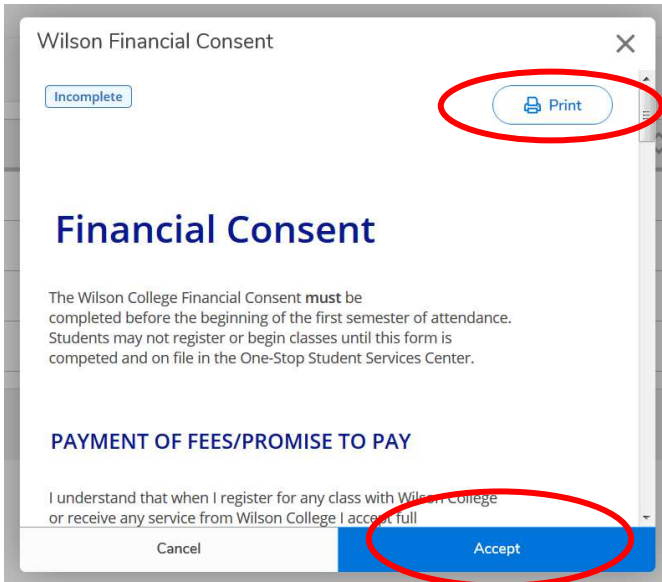 Wilson Financial Consent
Incomplete
Print
Financial Consent
The Wilson College Financial Consent must be
completed before the beginning of the first semester of attendance.
Students may not register or begin classes until this form is
competed and on file in the One-Stop Student Services Center.
PAYMENT OF FEES/PROMISE TO PAY
I understand that when I register for any class with Wilson College
or receive any service from Wilson College I accept full
Cancel
Accept